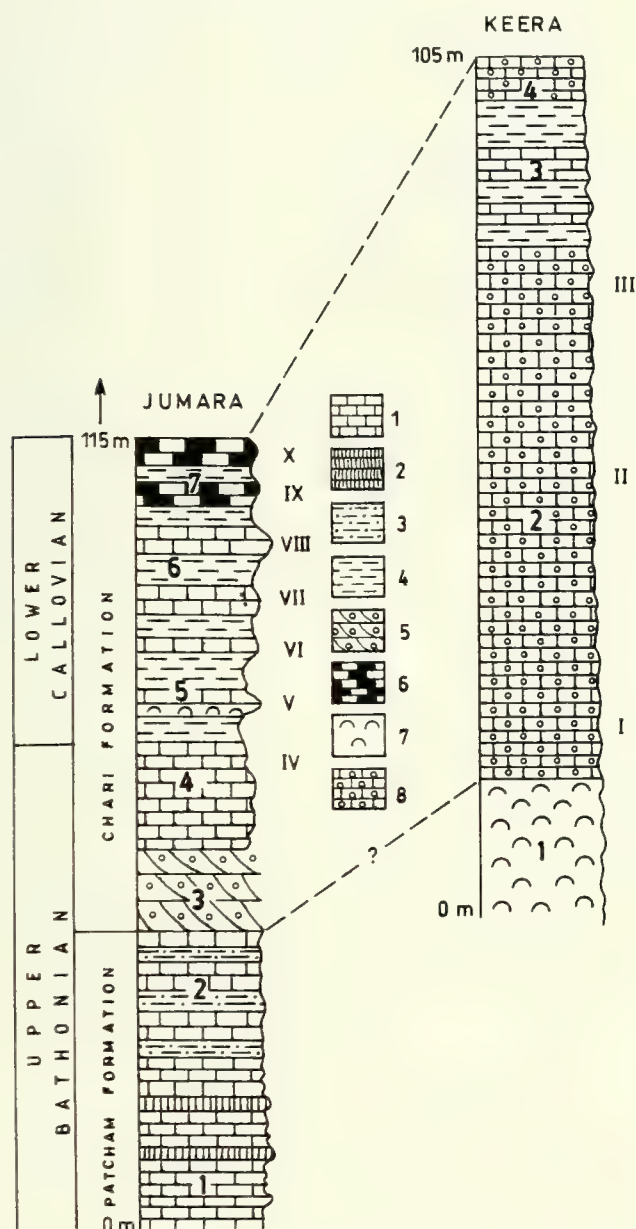 KEERA
105 m
4
3
III
II
2
I
1
0 m
JUMARA
115 m
X
7
IX
VIII
6
VII
VI
5
V
IV
4
3
2
1
1
2
3
4
5
6
7
8
?
LOWER
CALLOVIAN
UPPER
BATHONIAN
CHARI FORMATION
PATCHAM FORMATION
0 m